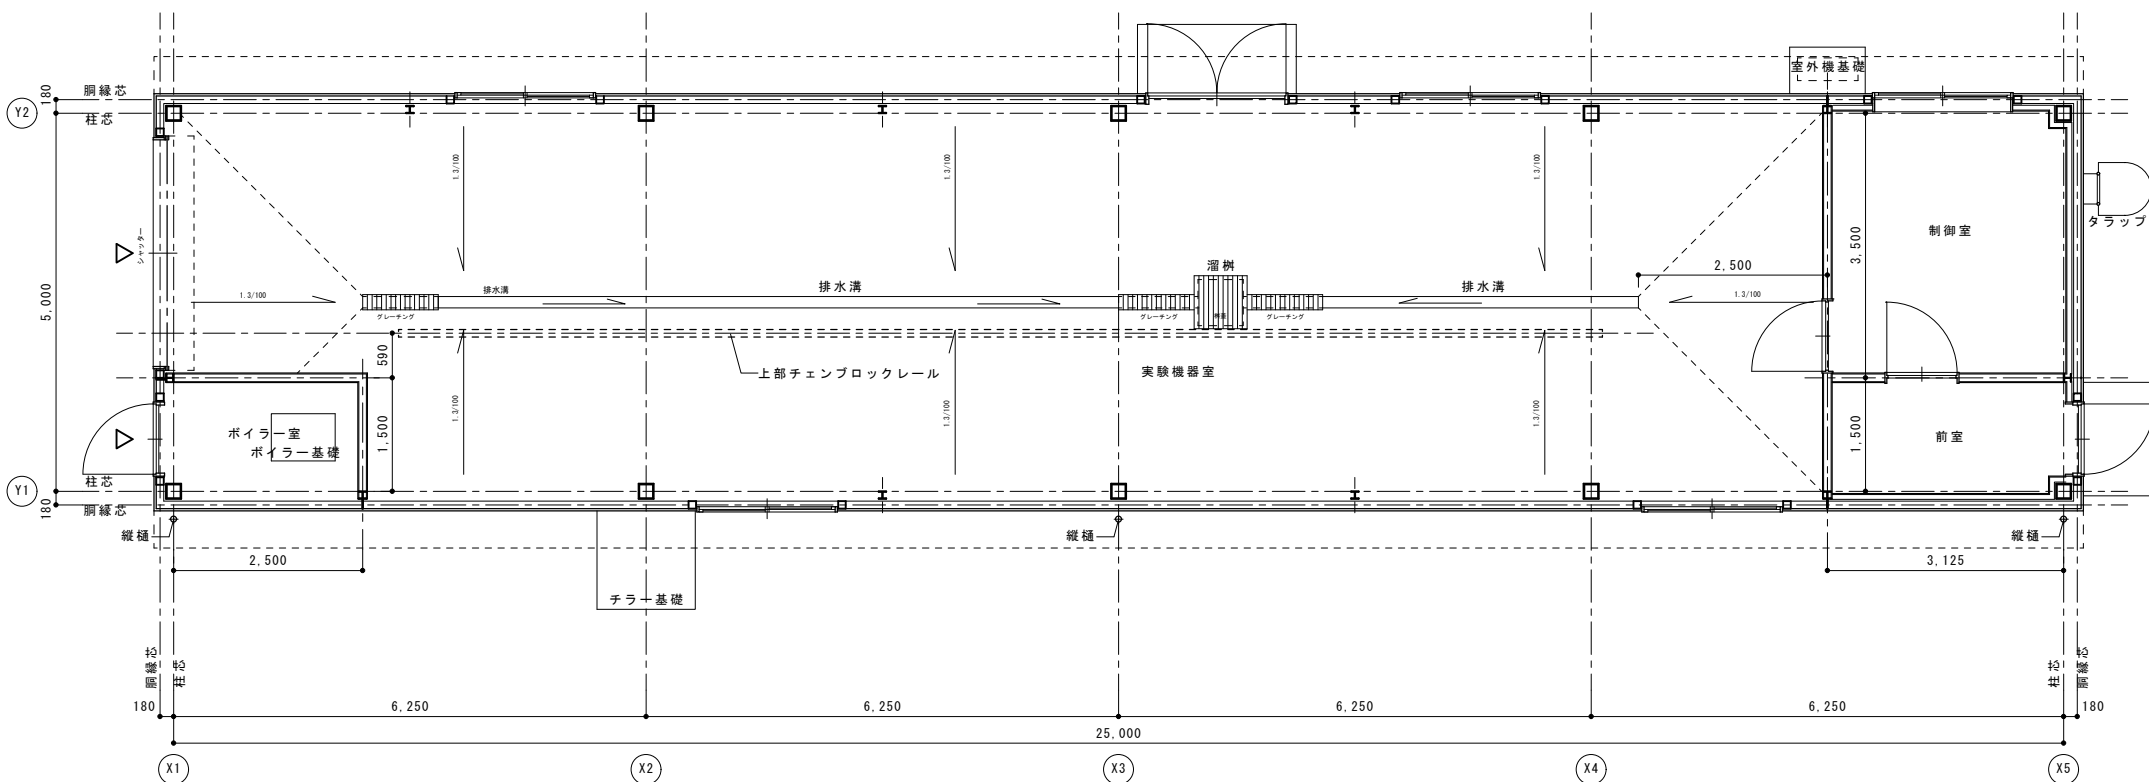 室外機基礎
180
胴縁芯
Y2
柱芯
1.3/100
1.3/100
1.3/100
シャッター
タラップ
制御室
3,500
溜桝
2,500
5,000
1.3/100
排水溝
排水溝
排水溝
1.3/100
グレーチング
グレーチング
桝蓋
グレーチング
590
上部チェンブロックレール
実験機器室
1.3/100
1.3/100
1.3/100
1,500
1,500
ボイラー室
ボイラー基礎
前室
柱芯
Y1
180
胴縁芯
縦樋
縦樋
縦樋
2,500
3,125
チラー基礎
胴縁芯
柱芯
柱芯
胴縁芯
180
6,250
6,250
6,250
6,250
180
25,000
X1
X2
X3
X4
X5